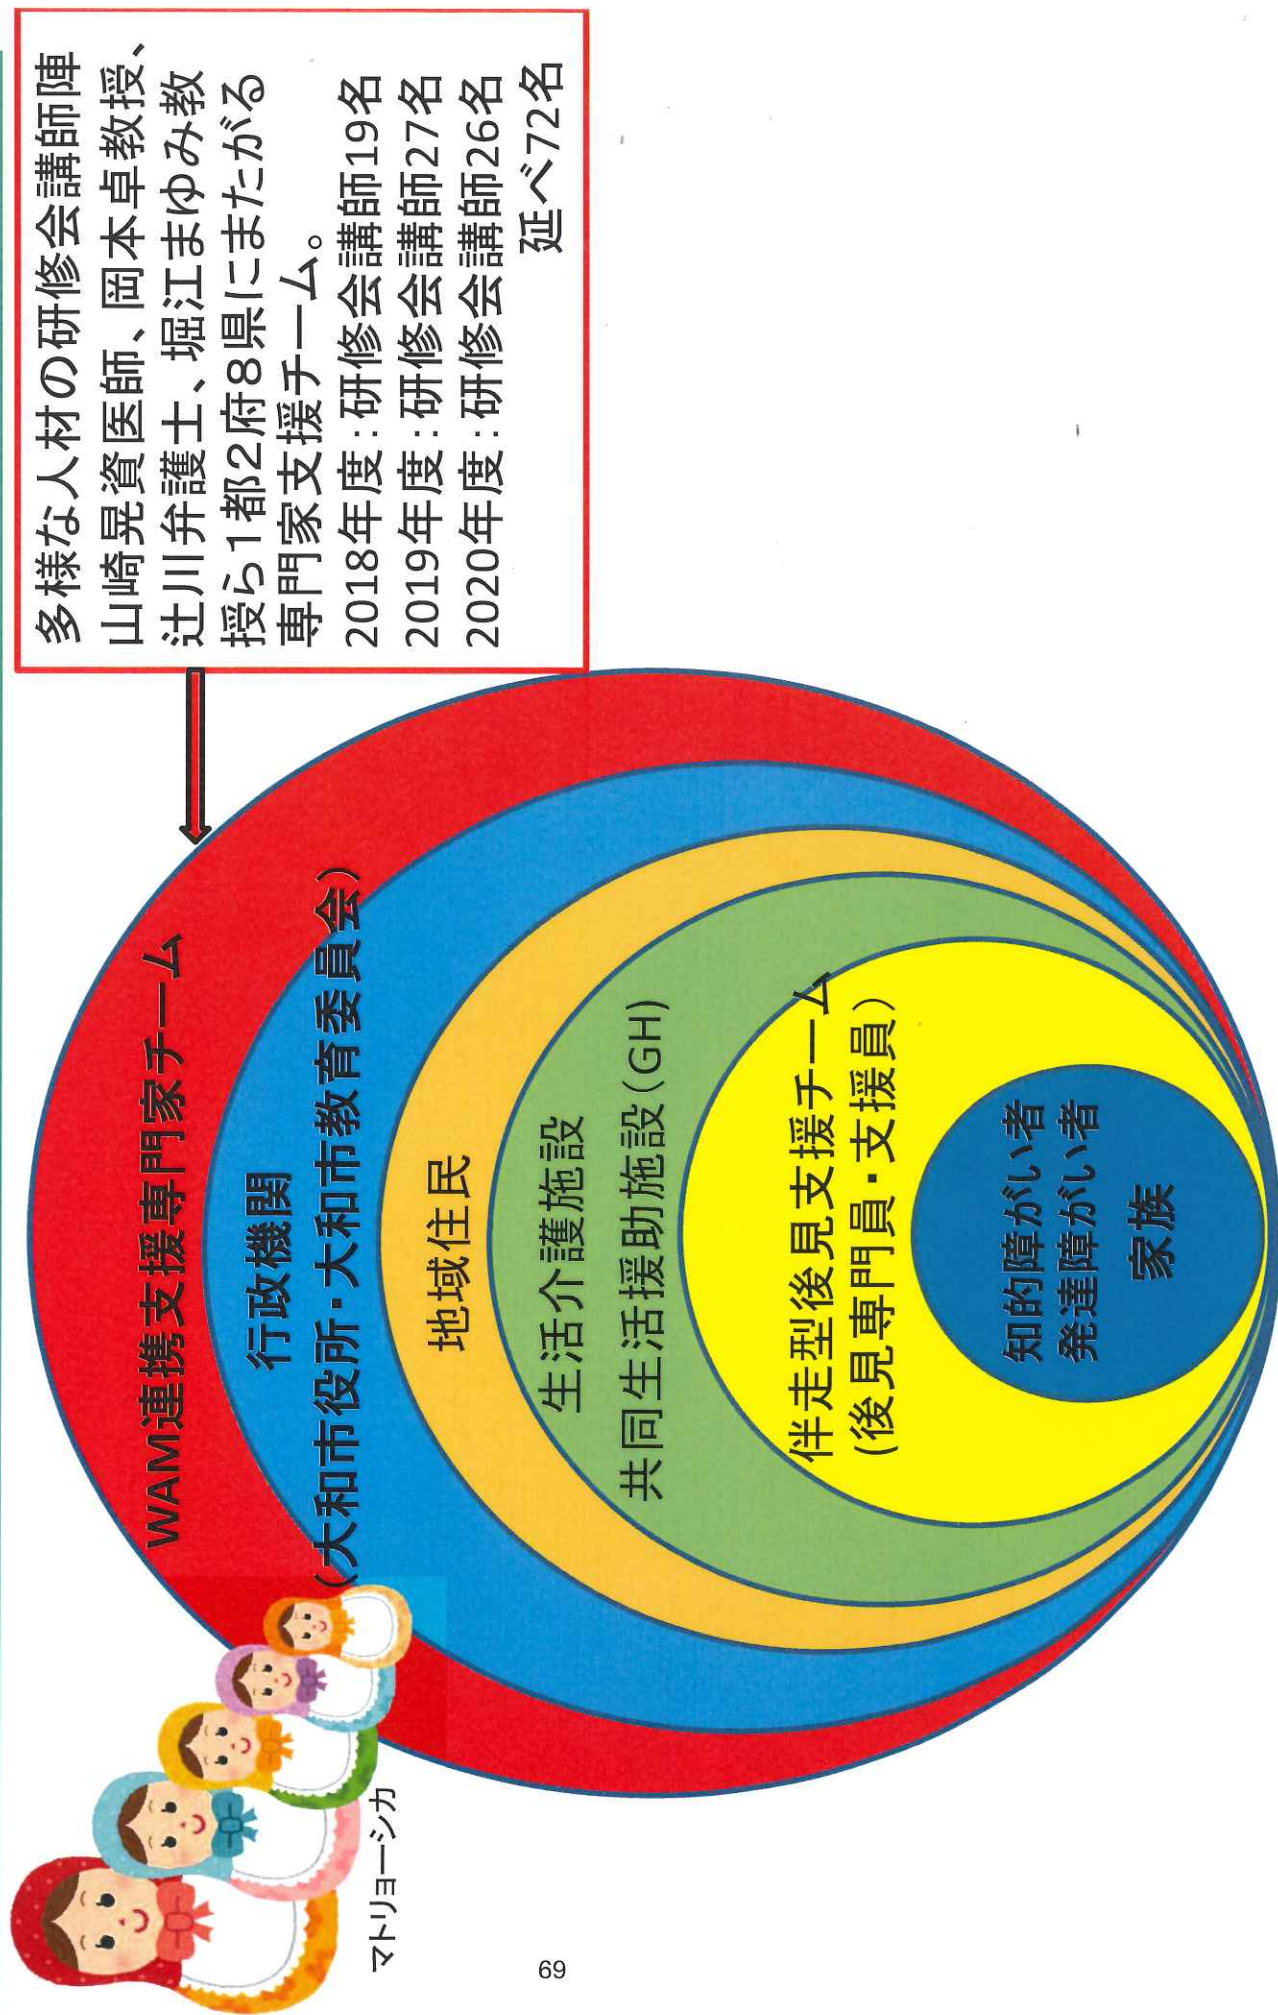 多様な人材の研修会講師陣
山崎晃資医師、岡本卓教授、
辻川弁護士、堀江まゆみ教
授ら1都2府8県にまたがる
専門家支援チーム。
2018年度:研修会講師19名
2019年度:研修会講師27名
2020年度:研修会講師26名
延べ72名
WAM連携支援専門家チーム
行政機関
(大和市役所・大和市教育委員会)
地域住民
生活介護施設
共同生活援助施設(GH)
伴走型後見支援チーム
(後見専門員・支援員)
知的障がい者
発達障がい者
家族
マトリョーシカ
69